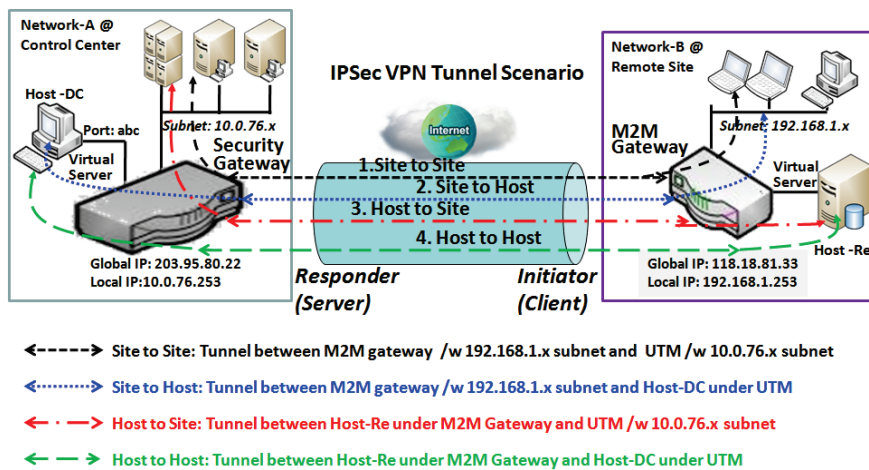 Network-A @
Control Center
Host -DC
Port: abc
Virtual
Server
Subnet: 10.0.76.x
Security
Gateway
Global IP: 203.95.80.22
Local IP:10.0.76.253
IPSec VPN Tunnel Scenario
Internet
1.Site to Site
2. Site to Host
3. Host to Site
4. Host to Host
Responder
(Server)
Initiator
(Client)
Network-B @
Remote Site
Subnet: 192.168.1.x
M2M
Gateway
Virtual
Server
Host-Re
Global IP: 118.18.81.33
Local IP: 192.168.1.253
Site to Site: Tunnel between M2M gateway /w 192.168.1.x subnet and UTM /w 10.0.76.x subnet
Site to Host: Tunnel between M2M gateway /w 192.168.1.x subnet and Host-DC under UTM
Host to Site: Tunnel between Host-Re under M2M Gateway and UTM /w 10.0.76.x subnet
Host to Host: Tunnel between Host-Re under M2M Gateway and Host-DC under UTM